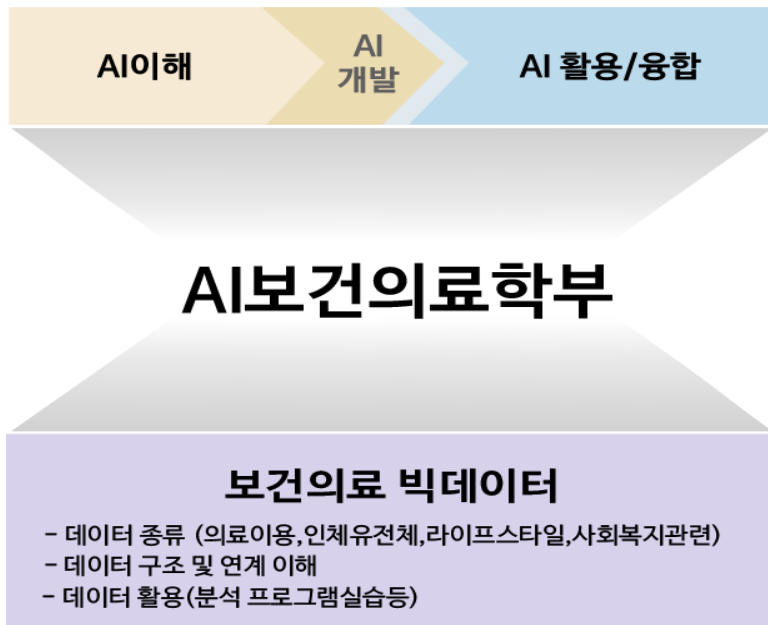 AI이해
AI
개발
AI 활용/융합
AI보건의료학부
보건의료 빅데이터
- 데이터 종류 (의료이용,인체유전체,라이프스타일,사회복지관련)
- 데이터 구조 및 연계 이해
- 데이터 활용(분석 프로그램실습등)